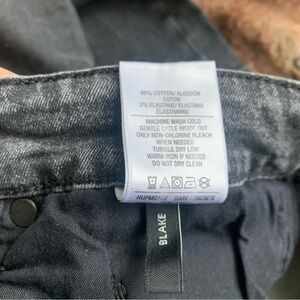 98% COTTON/ ALGODÓN
COTON
2% ELASTANE/ ELASTANO
ELASTHANNE
MACHINE WASH COLD
GENTLE CYCLE INSIDE OUT
ONLY NON-CHLORINE BLEACH
WHEN NEEDED
TUMBLE DRY LOW
WARM IRON IF NEEDED
DO NOT DRY CLEAN
DARK CONCRETE
BLAKE